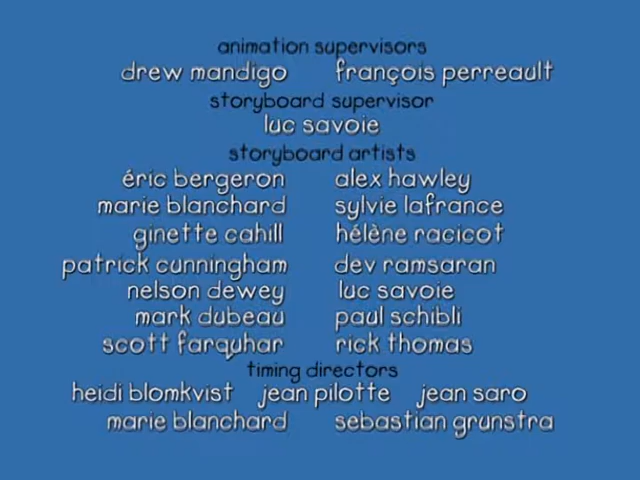 animation supervisors
drew mandigo françois perreault
storyboard supervisor
luc savoie
storyboard artists
éric bergeron alex hawley
marie blanchard sylvie lafrance
ginette cahill hélène racicot
patrick cunningham dev ramsaran
nelson dewey luc savoie
mark dubeau paul schibli
scott farquhar rick thomas
timing directors
heidi blomkvist jean pilotte jean saro
marie blanchard sebastian grunstra